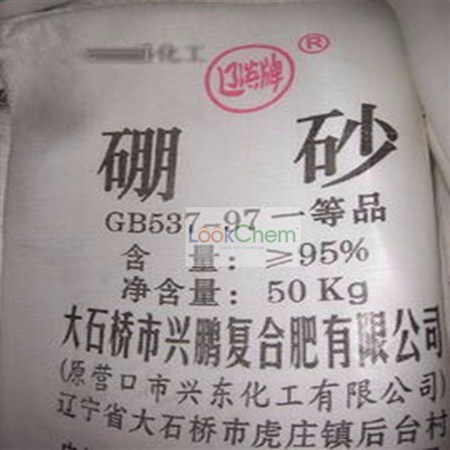 化工
辽滨牌 ®
硼 砂
GB537-97 一等品
LookChem
含 量: ≥95%
净含量: 50 Kg
大石桥市兴鹏复合肥有限公司
(原营口市兴东化工有限公司)
辽宁省大石桥市虎庄镇后台村